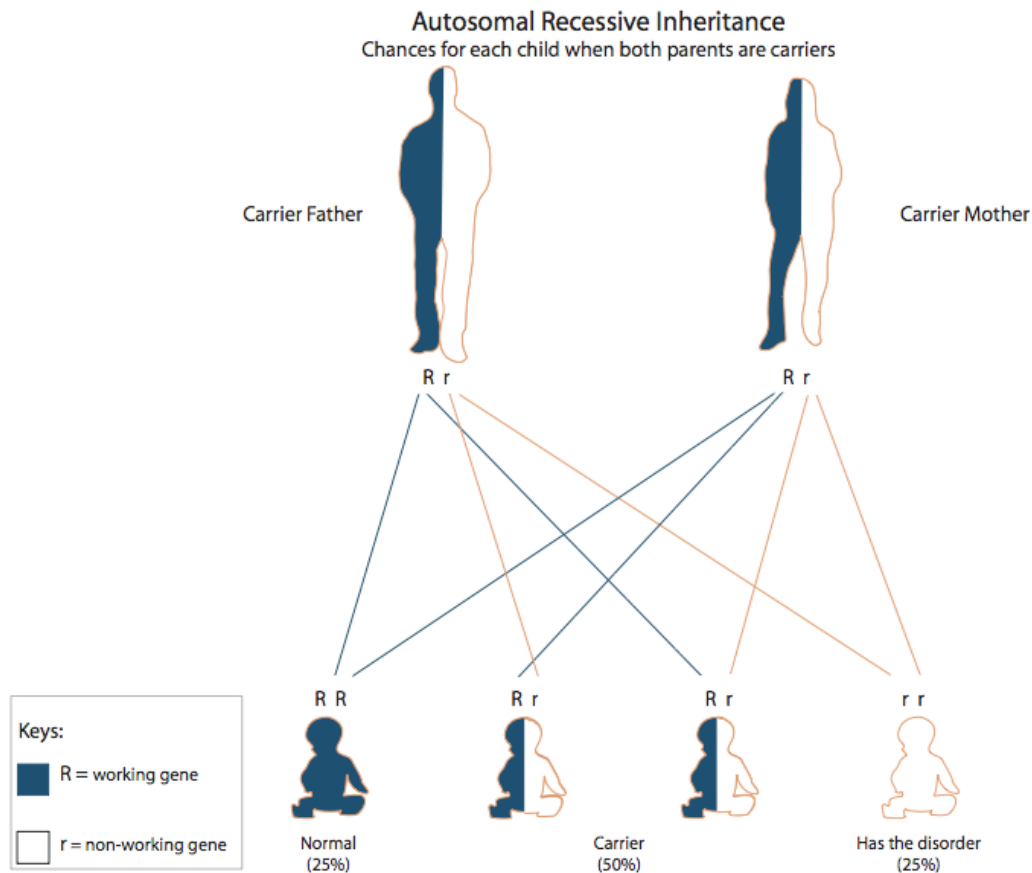 Autosomal Recessive Inheritance
Chances for each child when both parents are carriers
Carrier Father
Carrier Mother
R r
R r
R R
R r
R r
r r
Keys:
R = working gene
r = non-working gene
Normal
(25%)
Carrier
(50%)
Has the disorder
(25%)